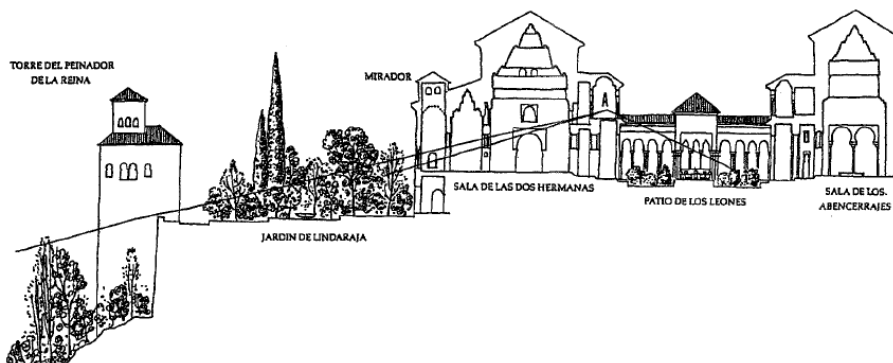 TORRE DEL PEINADOR
DE LA REINA
MIRADOR
SALA DE LAS DOS HERMANAS
PATIO DE LOS LEONES
SALA DE LOS.
ABENCERRAJES
JARDIN DE LINDARAJA